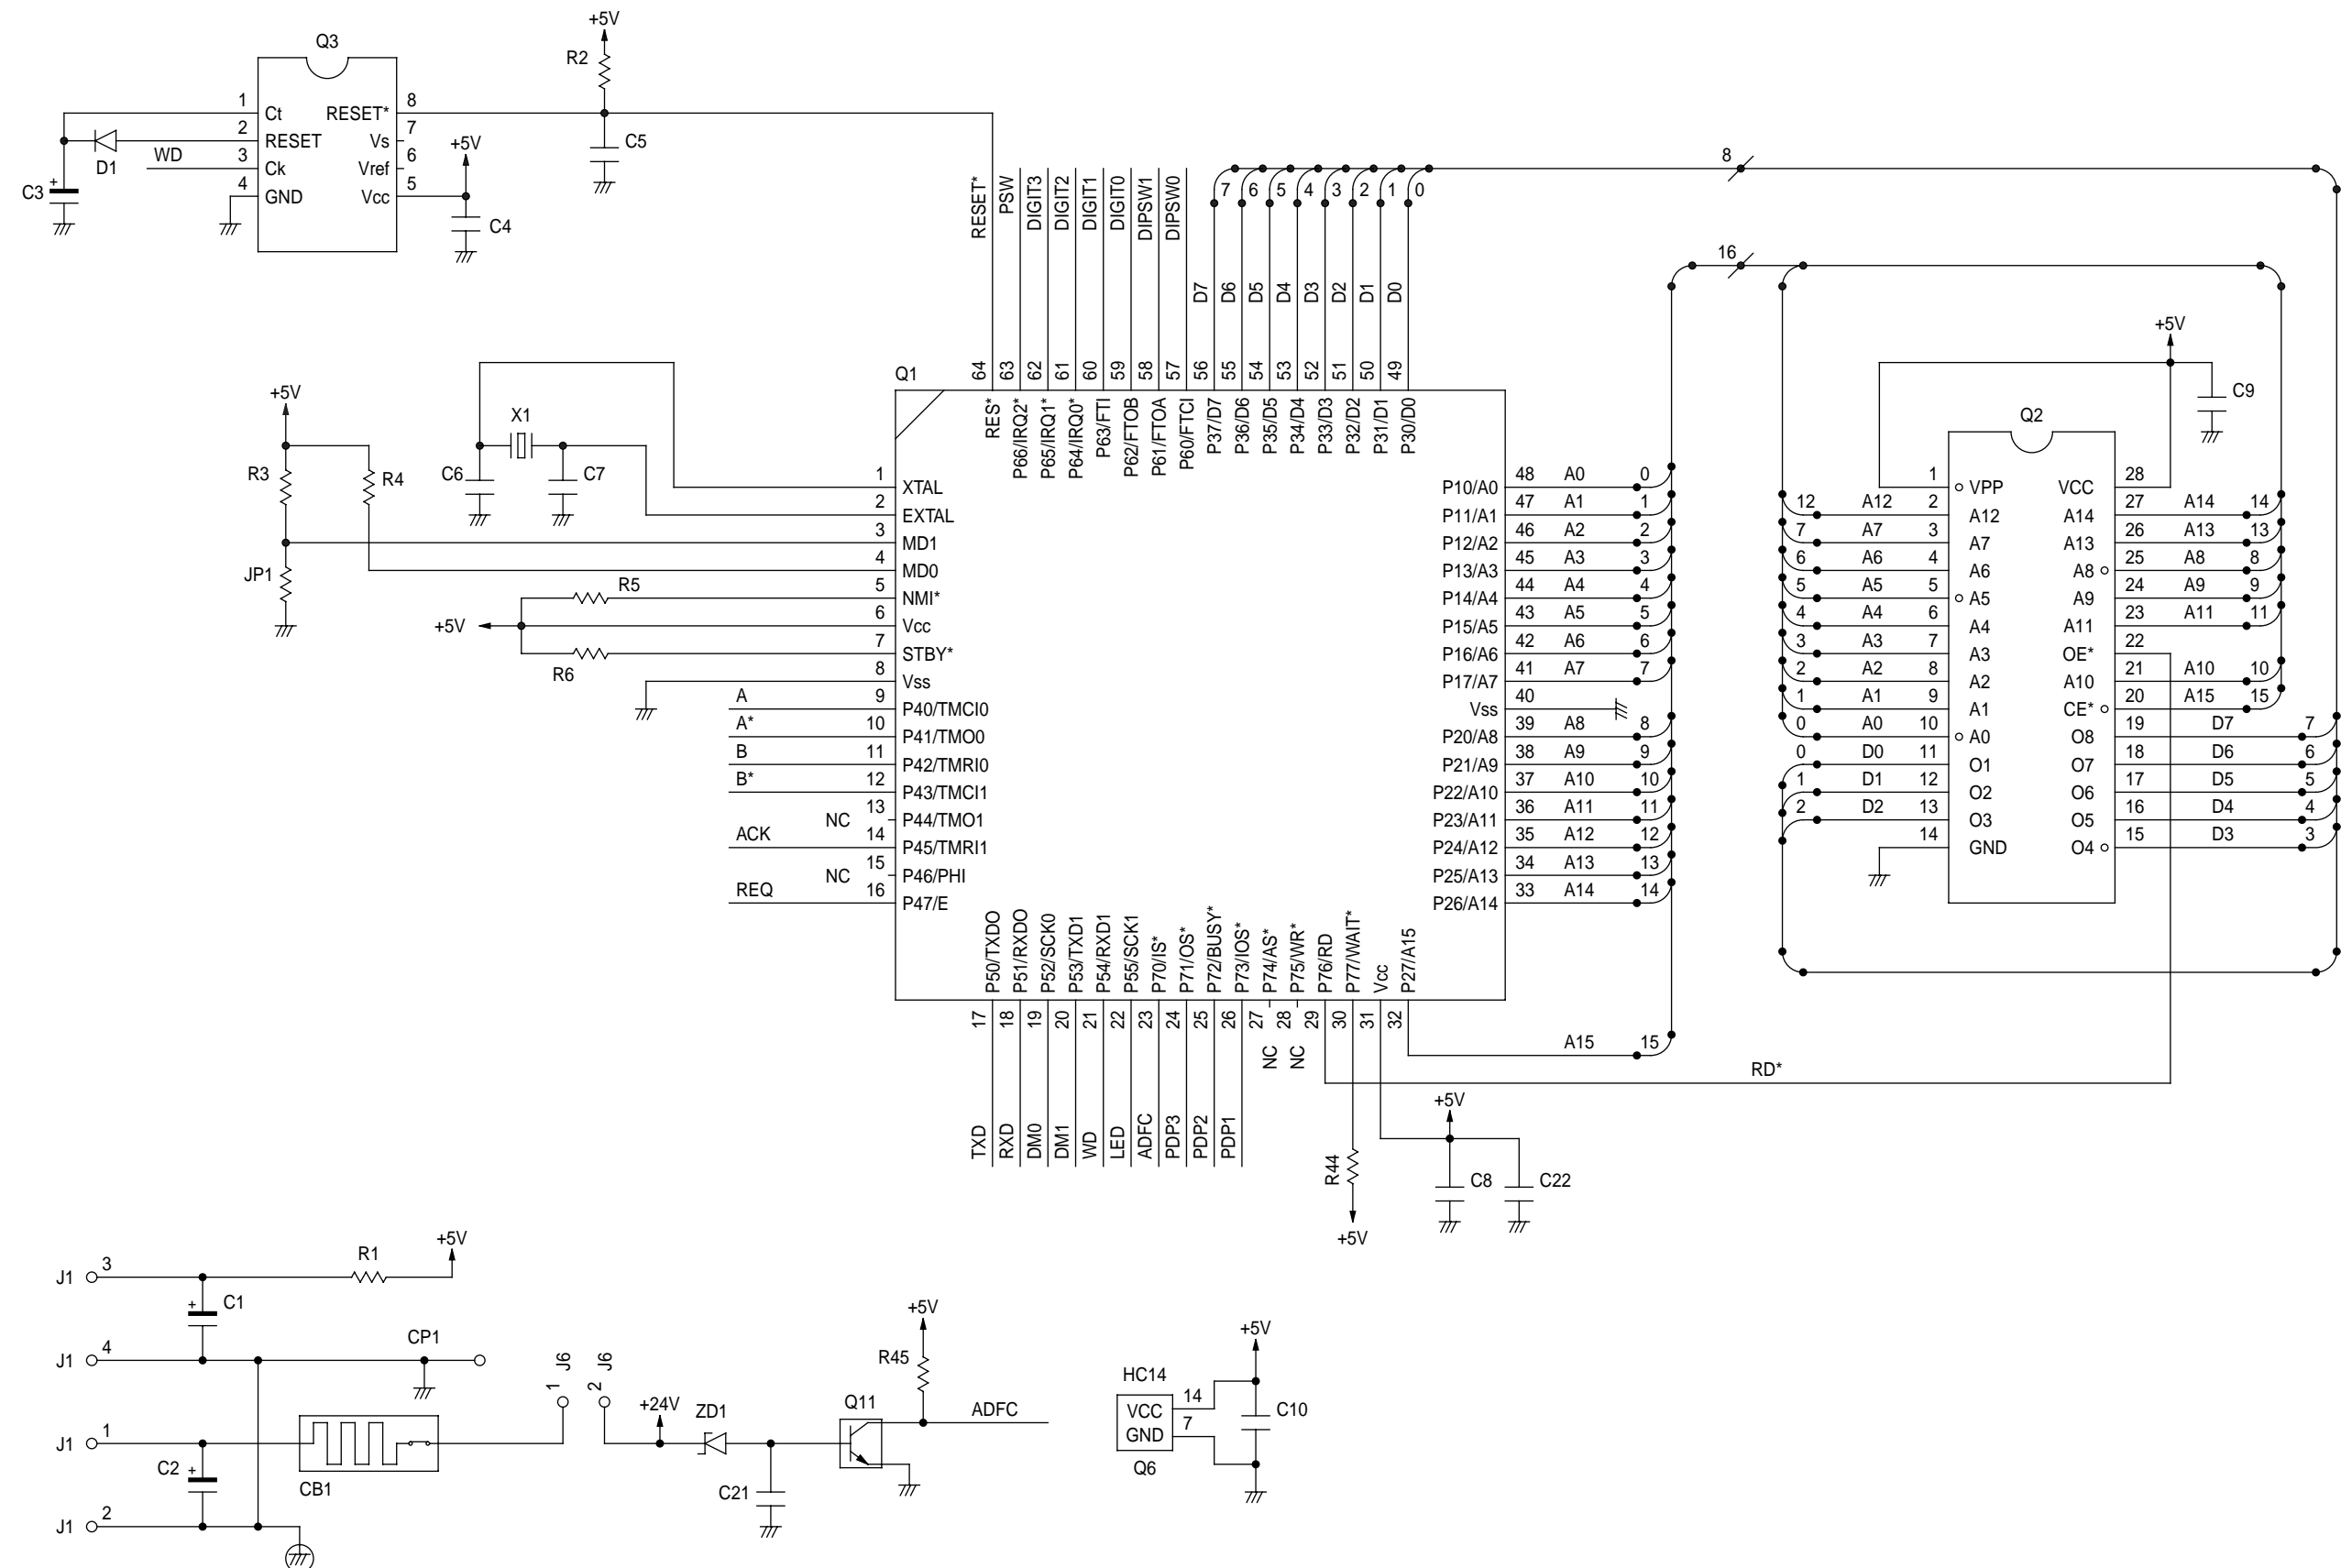 Q3
1 Ct RESET* 8
2 RESET Vs 7
3 Ck Vref 6
4 GND Vcc 5
WD
D1
C3 +
+5V
C4
+5V
R2
C5
RESET*
PSW
DIGIT3
DIGIT2
DIGIT1
DIGIT0
DIPSW1
DIPSW0
7 6 5 4 3 2 1 0
D7 D6 D5 D4 D3 D2 D1 D0
8
16
64 63 62 61 60 59 58 57 56 55 54 53 52 51 50 49
Q1
RES*
P66/IRQ2*
P65/IRQ1*
P64/IRQ0*
P63/FTI
P62/FTOB
P61/FTOA
P60/FTCI
P37/D7
P36/D6
P35/D5
P34/D4
P33/D3
P32/D2
P31/D1
P30/D0
+5V
R3
R4
JP1
X1
C6
C7
R5
+5V
R6
1 XTAL
2 EXTAL
3 MD1
4 MD0
5 NMI*
6 Vcc
7 STBY*
8 Vss
A 9 P40/TMCI0
A* 10 P41/TMO0
B 11 P42/TMRI0
B* 12 P43/TMCI1
NC 13 P44/TMO1
ACK 14 P45/TMRI1
NC 15 P46/PHI
REQ 16 P47/E
P10/A0 48 A0 0
P11/A1 47 A1 1
P12/A2 46 A2 2
P13/A3 45 A3 3
P14/A4 44 A4 4
P15/A5 43 A5 5
P16/A6 42 A6 6
P17/A7 41 A7 7
Vss 40
P20/A8 39 A8 8
P21/A9 38 A9 9
P22/A10 37 A10 10
P23/A11 36 A11 11
P24/A12 35 A12 12
P25/A13 34 A13 13
P26/A14 33 A14 14
P50/TXDO
P51/RXDO
P52/SCK0
P53/TXD1
P54/RXD1
P55/SCK1
P70/IS*
P71/OS*
P72/BUSY*
P73/IOS*
P74/AS*
P75/WR*
P76/RD
P77/WAIT*
Vcc
P27/A15
17 18 19 20 21 22 23 24 25 26 27 28 29 30 31 32
NC NC
A15 15
RD*
TXD
RXD
DM0
DM1
WD
LED
ADFC
PDP3
PDP2
PDP1
R44
+5V
+5V
C8
C22
+5V
C9
Q2
1 VPP VCC 28
12 A12 2 A12 A14 27 A14 14
7 A7 3 A7 A13 26 A13 13
6 A6 4 A6 A8 25 A8 8
5 A5 5 A5 A9 24 A9 9
4 A4 6 A4 A11 23 A11 11
3 A3 7 A3 OE* 22
2 A2 8 A2 A10 21 A10 10
1 A1 9 A1 CE* 20 A15 15
0 A0 10 A0 O8 19 D7 7
0 D0 11 O1 O7 18 D6 6
1 D1 12 O2 O6 17 D5 5
2 D2 13 O3 O5 16 D4 4
14 GND O4 15 D3 3
J1 3
R1
+5V
+ C1
J1 4
CP1
J1 1
C2 +
CB1
J1 2
1 J6
2 J6
+24V
ZD1
C21
Q11
R45
+5V
ADFC
HC14
VCC 14
GND 7
Q6
+5V
C10